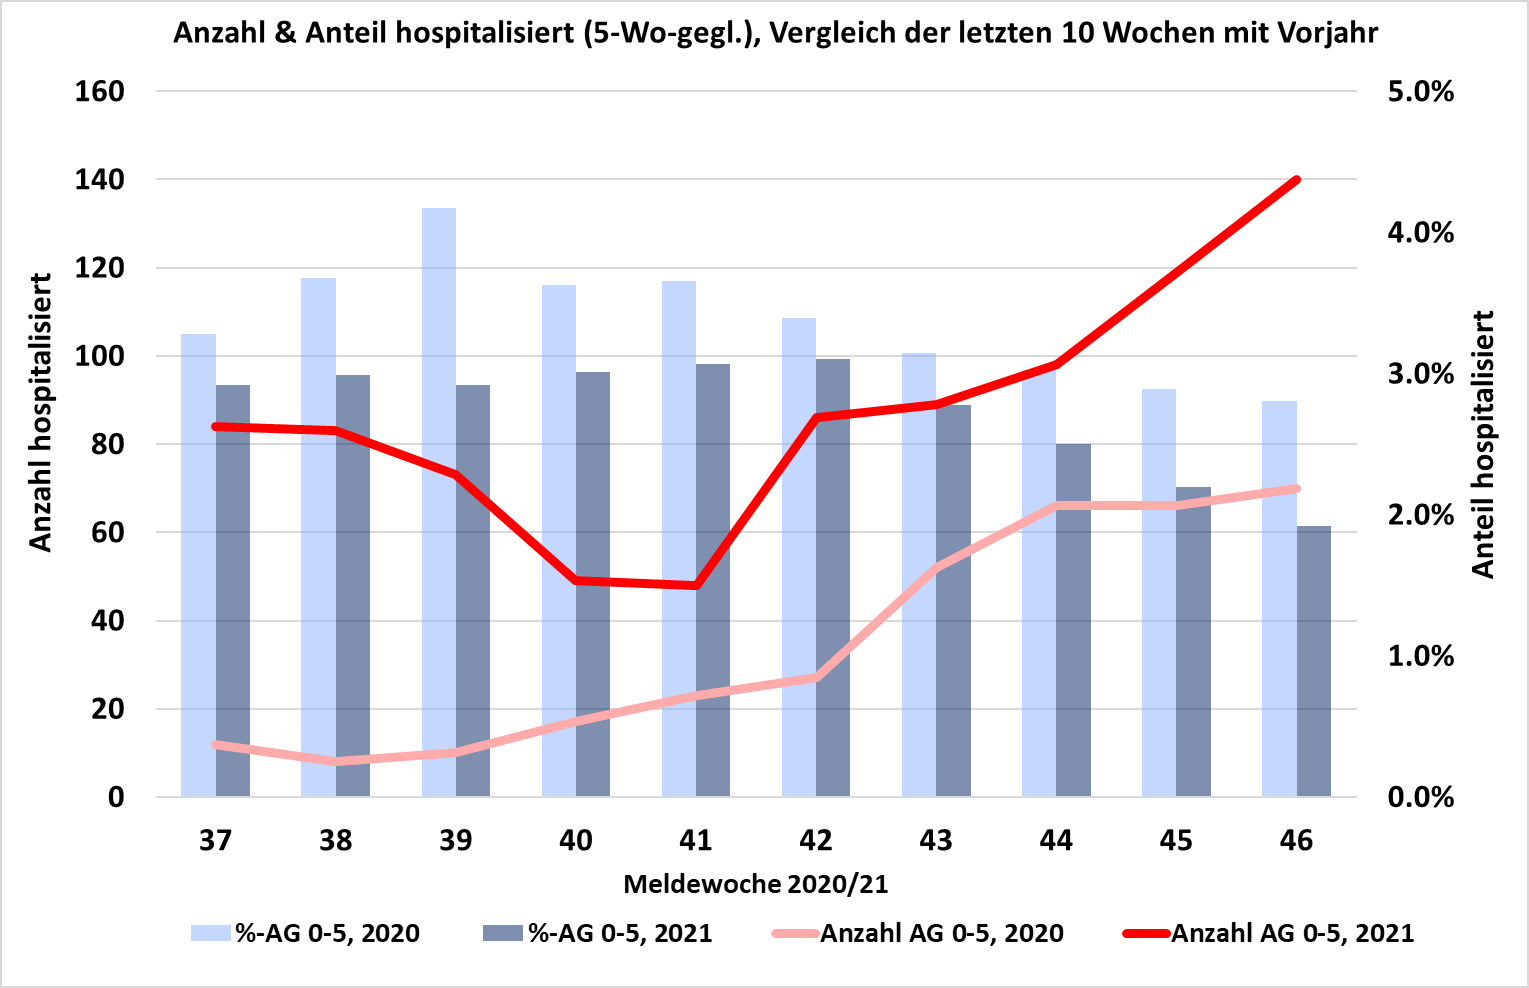 Anzahl & Anteil hospitalisiert (5-Wo-gegl.), Vergleich der letzten 10 Wochen mit Vorjahr
160
140
120
100
80
60
40
20
0
Anzahl hospitalisiert
5.0%
4.0%
3.0%
2.0%
1.0%
0.0%
Anteil hospitalisiert
37 38 39 40 41 42 43 44 45 46
Meldewoche 2020/21
%-AG 0-5, 2020 %-AG 0-5, 2021 Anzahl AG 0-5, 2020 Anzahl AG 0-5, 2021